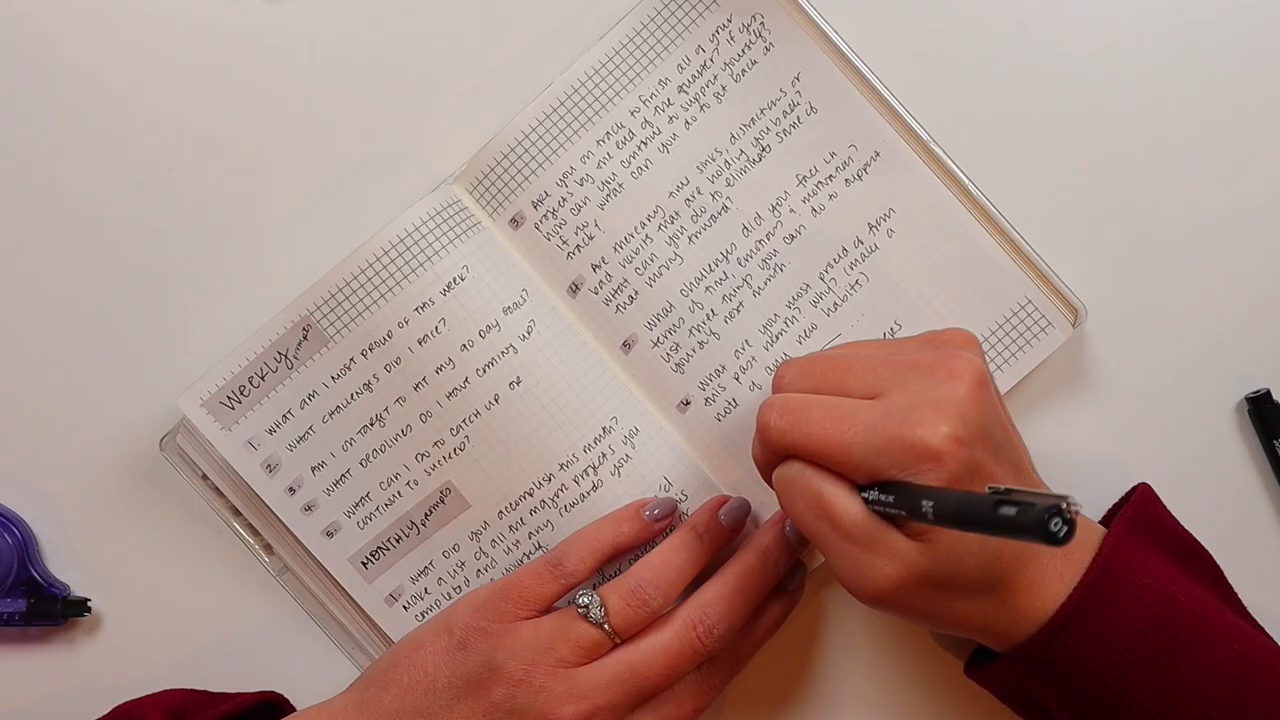 WEEKLY prompts
1. WHAT AM I MOST PROUD OF THIS WEEK?
2. WHAT CHALLENGES DID I FACE?
3. AM I ON TARGET TO HIT MY 90 DAY GOALS?
4. WHAT DEADLINES DO I HAVE COMING UP?
5. WHAT CAN I DO TO CATCH UP OR
CONTINUE TO SUCCEED?
MONTHLY prompts
1. WHAT DID you accomplish this month?
MAKE a list of all the major projects you
completed and list any rewards you
yourself.
either
3. Are you on track to finish all of your
projects by the end of the quarter? If yes,
how can you continue to support yourself?
If no, what can you do to get back on
track?
4. Are there any time sinks, distractions or
bad habits that are holding you back?
What can you do to eliminate some if
that moving forward?
5. What challenges did you face in
terms of time, emotions & motivation?
list three things you can do to support
yourself next month.
What are you most proud of from
this past month? Why? (make a
note of any new habits)
pin FINE LINE